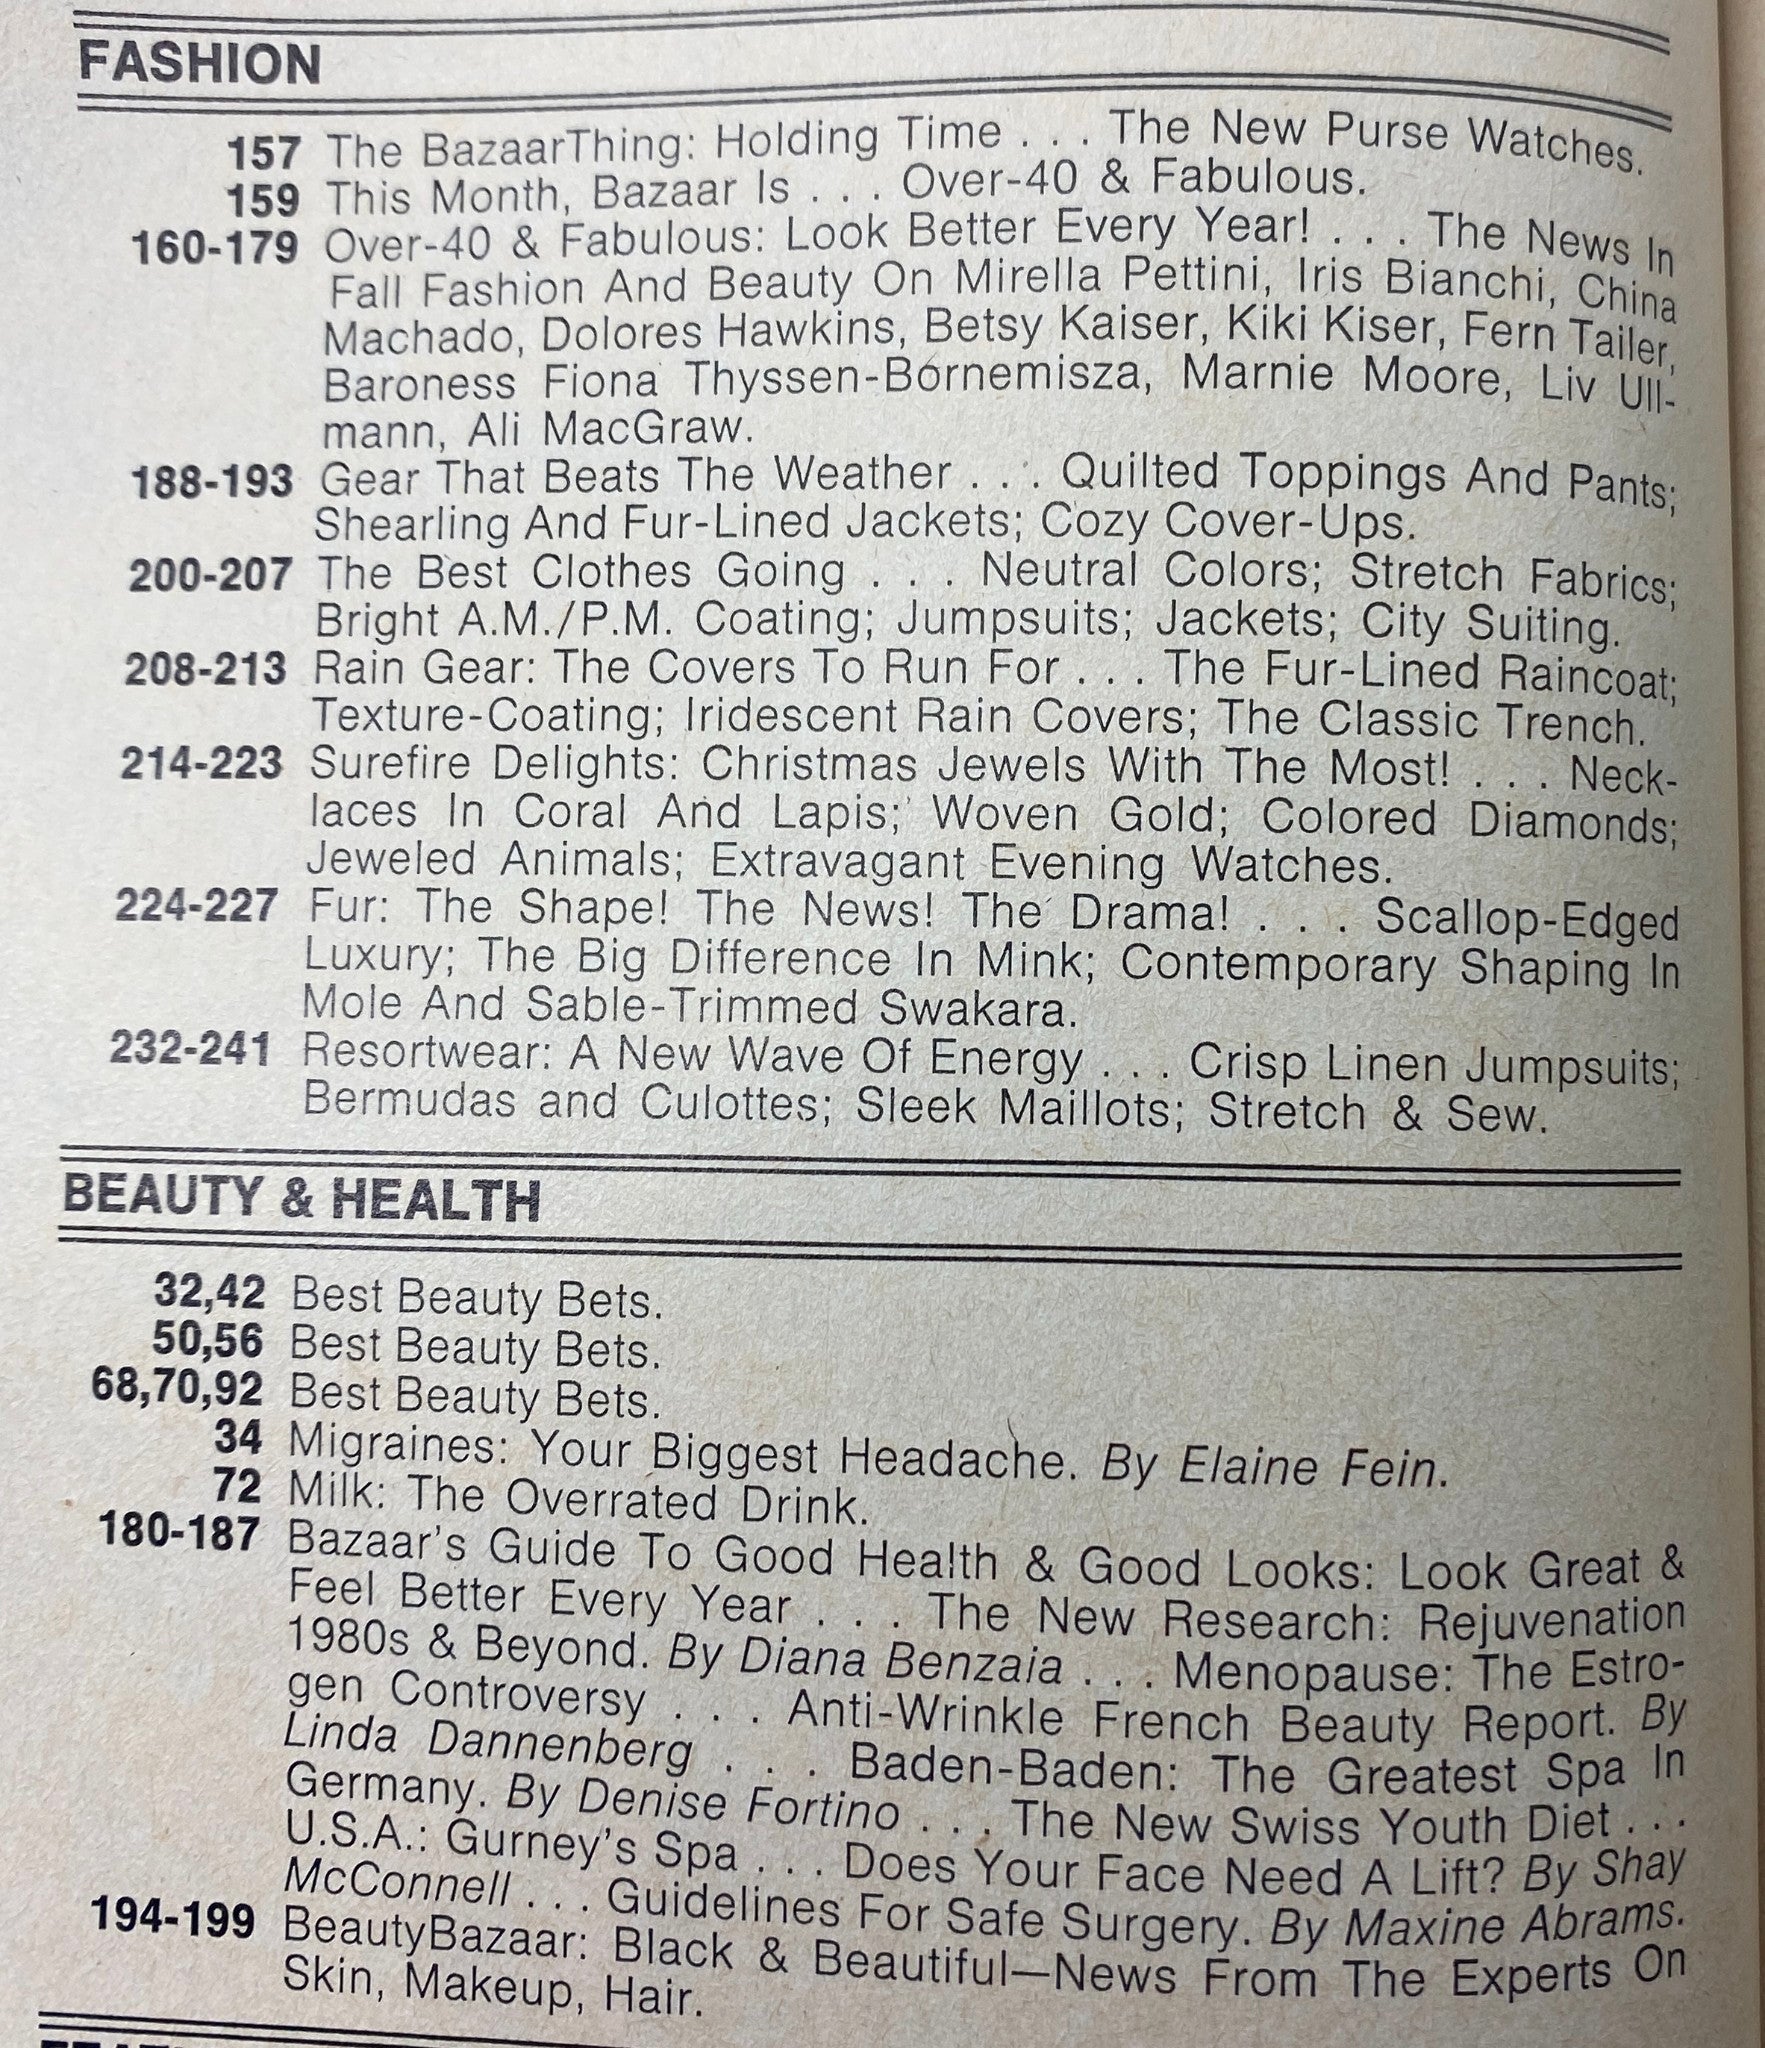 FASHION
157 The BazaarThing: Holding Time . . . The New Purse Watches.
159 This Month, Bazaar Is . . . Over-40 & Fabulous.
160-179 Over-40 & Fabulous: Look Better Every Year! . . . The News In
Fall Fashion And Beauty On Mirella Pettini, Iris Bianchi, China
Machado, Dolores Hawkins, Betsy Kaiser, Kiki Kiser, Fern Tailer,
Baroness Fiona Thyssen-Bornemisza, Marnie Moore, Liv Ull-
mann, Ali MacGraw.
188-193 Gear That Beats The Weather . . . Quilted Toppings And Pants;
Shearling And Fur-Lined Jackets; Cozy Cover-Ups.
200-207 The Best Clothes Going . . . Neutral Colors; Stretch Fabrics;
Bright A.M./P.M. Coating; Jumpsuits; Jackets; City Suiting.
208-213 Rain Gear: The Covers To Run For . . . The Fur-Lined Raincoat;
Texture-Coating; Iridescent Rain Covers; The Classic Trench.
214-223 Surefire Delights: Christmas Jewels With The Most! . . . Neck-
laces In Coral And Lapis; Woven Gold; Colored Diamonds;
Jeweled Animals; Extravagant Evening Watches.
224-227 Fur: The Shape! The News! The Drama! . . . Scallop-Edged
Luxury; The Big Difference In Mink; Contemporary Shaping In
Mole And Sable-Trimmed Swakara.
232-241 Resortwear: A New Wave Of Energy . . . Crisp Linen Jumpsuits;
Bermudas and Culottes; Sleek Maillots; Stretch & Sew.
BEAUTY & HEALTH
32,42 Best Beauty Bets.
50,56 Best Beauty Bets.
68,70,92 Best Beauty Bets.
34 Migraines: Your Biggest Headache. By Elaine Fein.
72 Milk: The Overrated Drink.
180-187 Bazaar's Guide To Good Health & Good Looks: Look Great &
Feel Better Every Year . . . The New Research: Rejuvenation
1980s & Beyond. By Diana Benzaia . . . Menopause: The Estro-
gen Controversy . . . Anti-Wrinkle French Beauty Report. By
Linda Dannenberg . . . Baden-Baden: The Greatest Spa In
Germany. By Denise Fortino . . . The New Swiss Youth Diet . . .
U.S.A.: Gurney's Spa . . . Does Your Face Need A Lift? By Shay
McConnell . . . Guidelines For Safe Surgery. By Maxine Abrams.
194-199 BeautyBazaar: Black & Beautiful—News From The Experts On
Skin, Makeup, Hair.